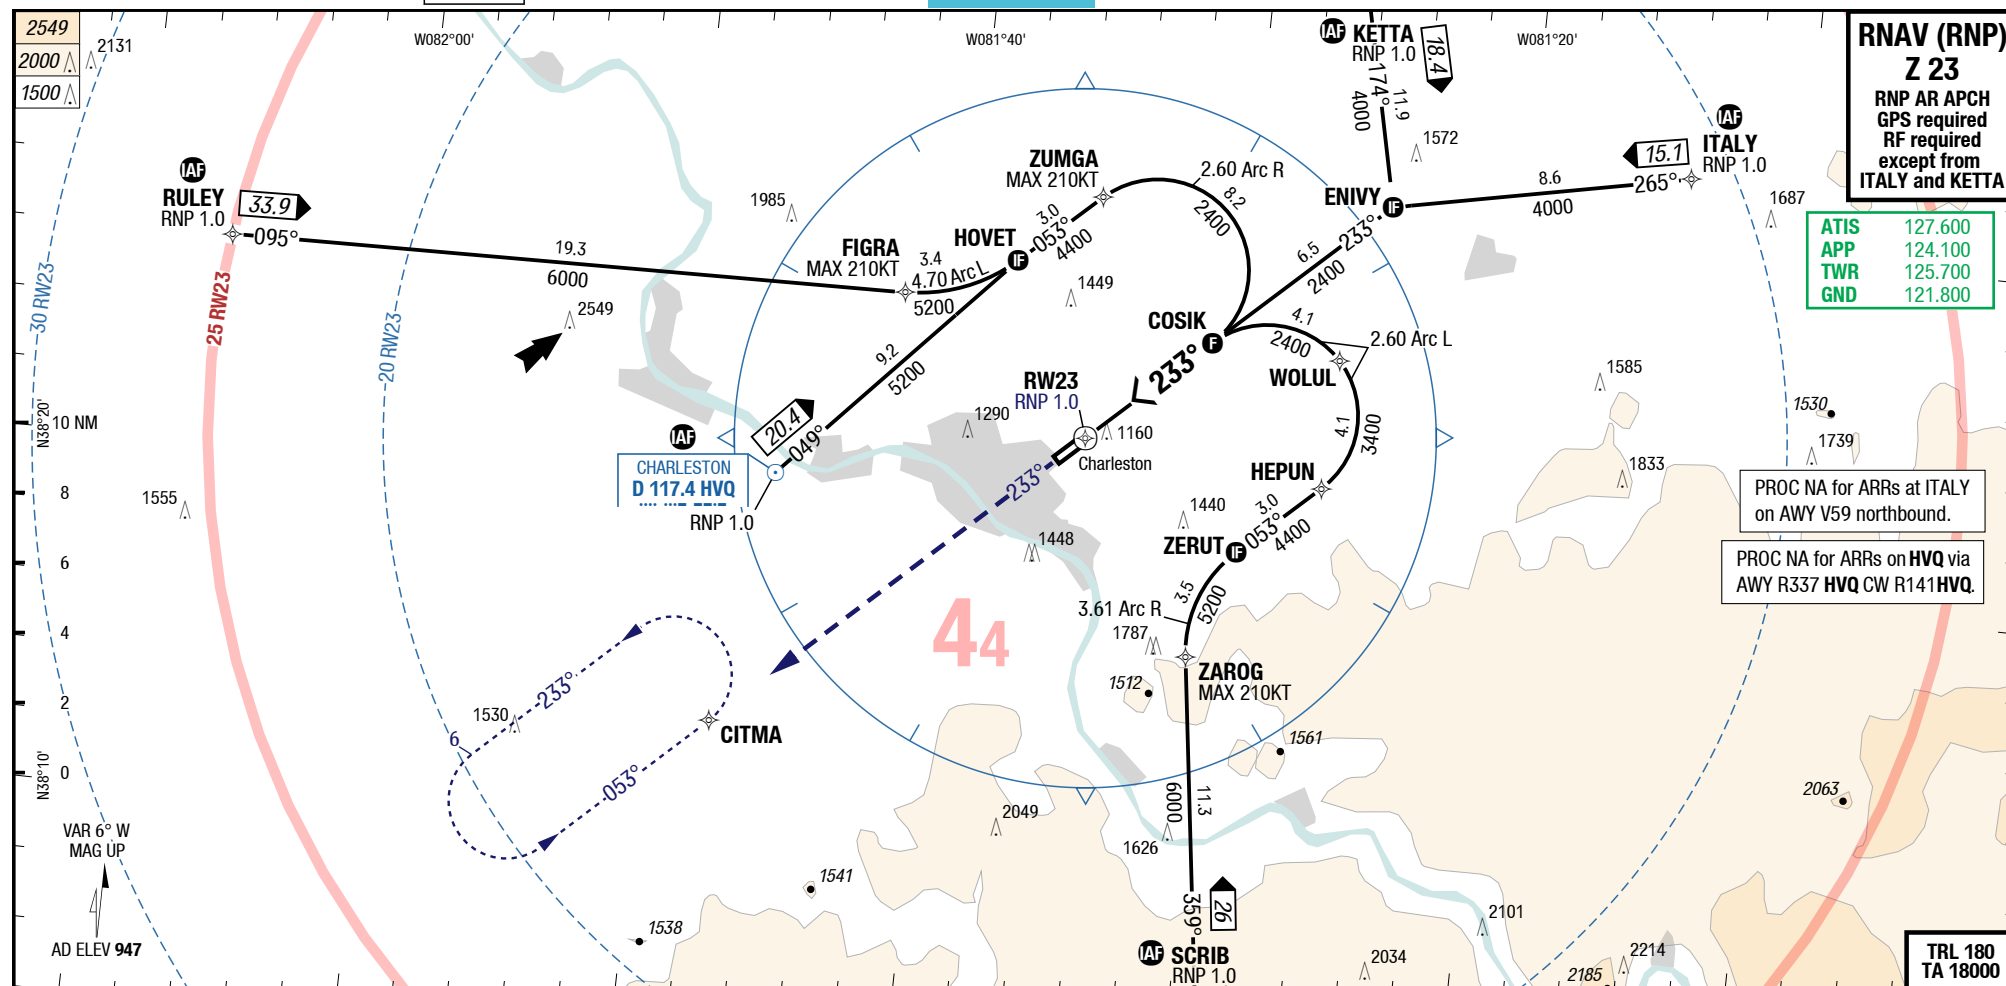 2549
2000
1500
2131
W082°00'
W081°40'
W081°20'
IAF
KETTA
RNP 1.0
18.4
174°
11.9
4000
RNAV (RNP)
Z 23
RNP AR APCH
GPS required
RF required
except from
ITALY and KETTA
ATIS 127.600
APP 124.100
TWR 125.700
GND 121.800
IAF
ITALY
RNP 1.0
15.1
265°
8.6
4000
1572
1687
IAF
RULEY
RNP 1.0
33.9
095°
19.3
6000
30 RW23
25 RW23
20 RW23
1985
2549
FIGRA
MAX 210KT
3.4
4.70 Arc L
5200
HOVET
IF
053°
3.0
4400
ZUMGA
MAX 210KT
2.60 Arc R
8.2
2400
1449
ENIVY
IF
233°
6.5
2400
COSIK
F
4.1
2400
2.60 Arc L
WOLUL
4.1
3400
233°
9.2
5200
RW23
RNP 1.0
1290
1160
Charleston
20.4
049°
IAF
CHARLESTON
D 117.4 HVQ
RNP 1.0
N38°20'
10 NM
8
6
4
2
0
N38°10'
1555
1585
1530
1739
1833
HEPUN
3.0
053°
4400
1440
ZERUT
IF
3.5
5200
3.61 Arc R
1787
ZAROG
MAX 210KT
1512
1561
1448
233°
44
PROC NA for ARRs at ITALY
on AWY V59 northbound.
PROC NA for ARRs on HVQ via
AWY R337 HVQ CW R141HVQ.
233°
1530
6
CITMA
053°
2049
6000
11.3
1626
359°
26
IAF
SCRIB
RNP 1.0
2063
VAR 6° W
MAG UP
AD ELEV 947
1541
1538
2034
2101
2214
2185
TRL 180
TA 18000